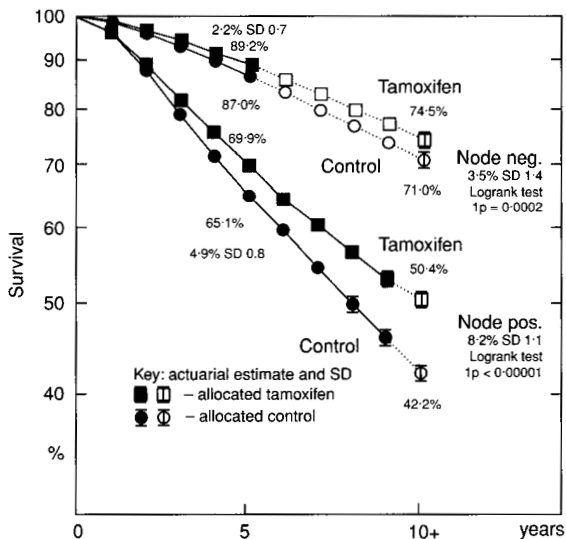 100
90
80
70
60
50
40
%
Survival
2·2% SD 0·7
89.2%
87·0%
69.9%
65·1%
4·9% SD 0.8
Tamoxifen
74·5%
Control
71.0%
Node neg.
3·5% SD 1·4
Logrank test
1p = 0·0002
Tamoxifen
50·4%
Control
Node pos.
8·2% SD 1·1
Logrank test
1p < 0·00001
42·2%
Key: actuarial estimate and SD
– allocated tamoxifen
– allocated control
0
5
10+
years